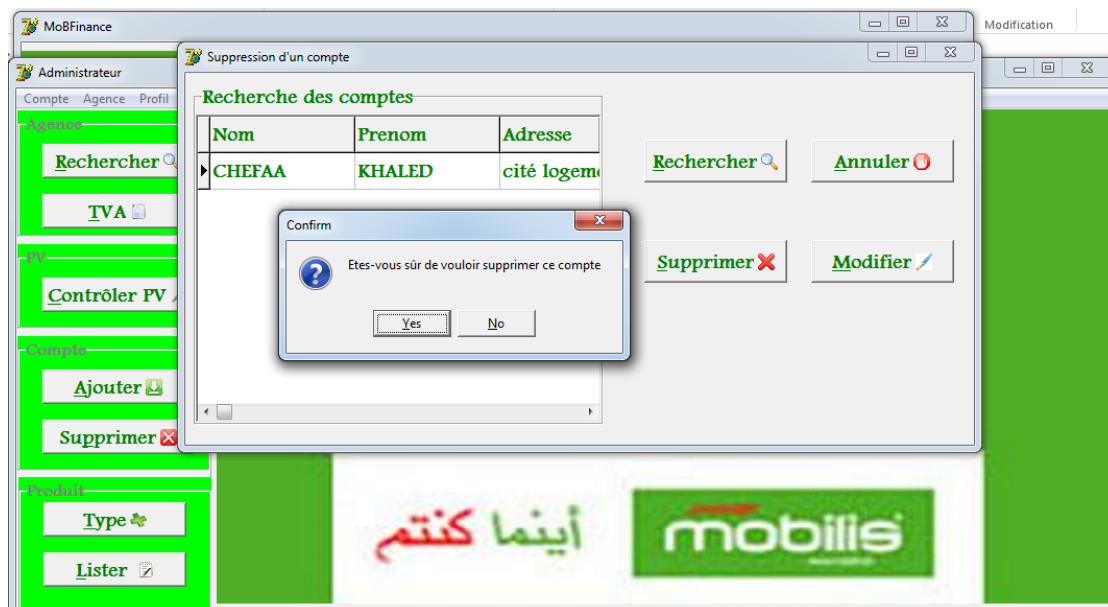 MoBFinance
Modification
Suppression d'un compte
Administrateur
Compte Agence Profil
Recherche des comptes
Agence
Nom Prenom Adresse
Rechercher
CHEFAA KHALED cité logem
Rechercher Annuler
TVA
Confirm
Etes-vous sûr de vouloir supprimer ce compte
Yes No
Supprimer Modifier
PV
Contrôler PV
Compte
Ajouter
Supprimer
Produit
Type
Lister
أينما كنتم
mobilis